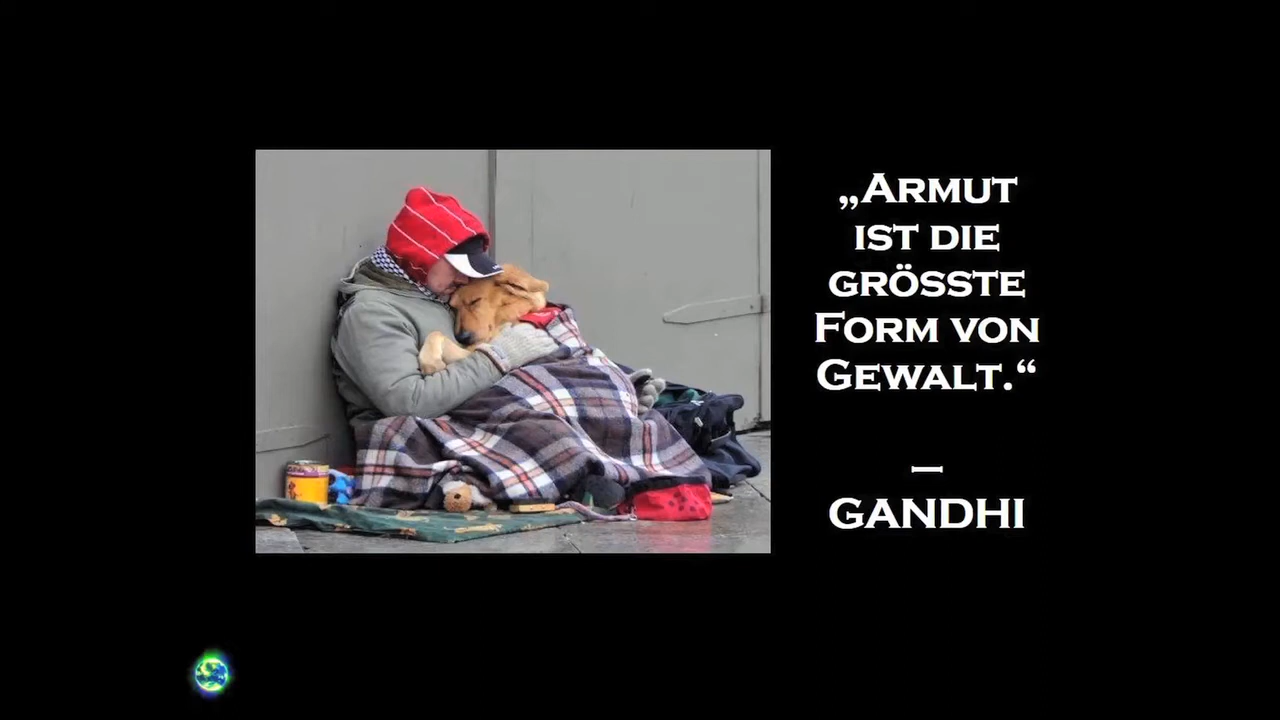 „Armut
ist die
grösste
Form von
Gewalt.“
–
GANDHI